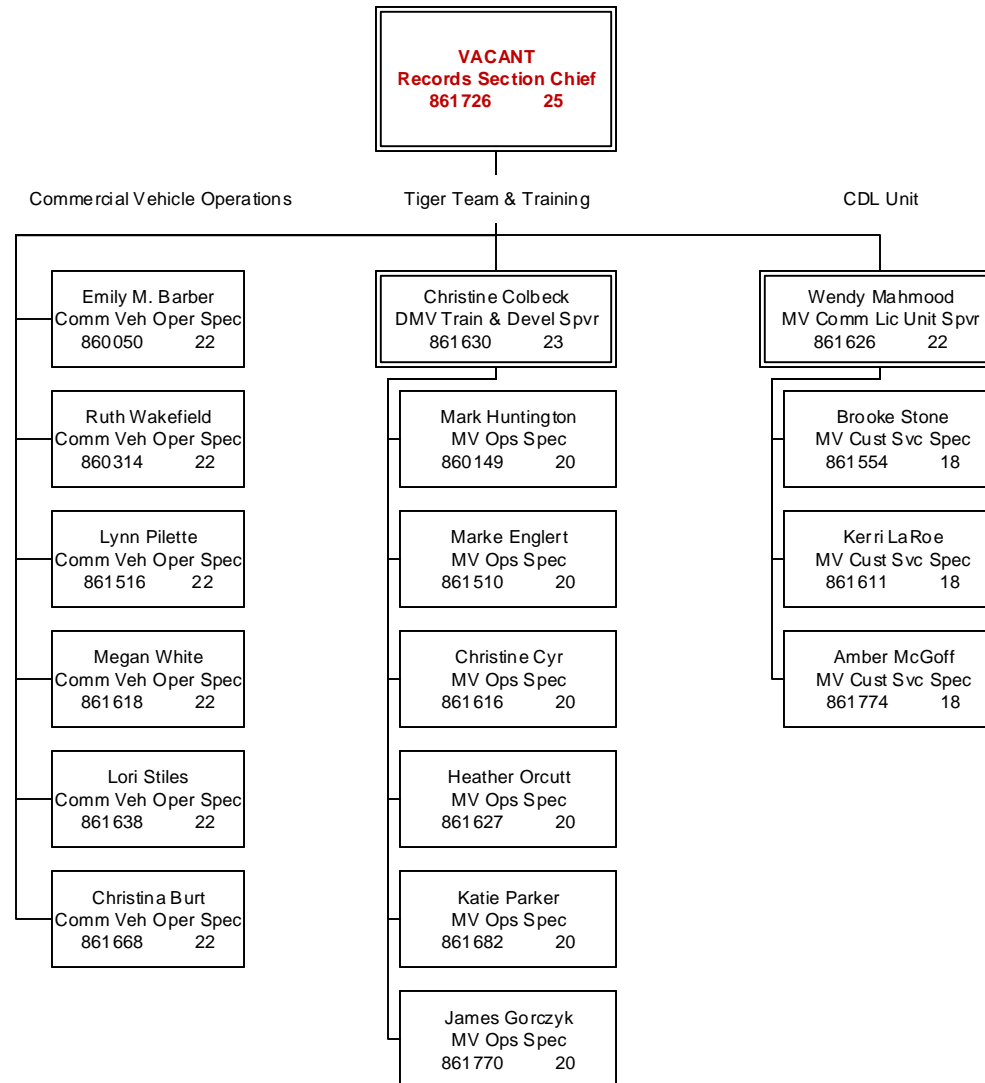 VACANT
Records Section Chief
861726 25
Commercial Vehicle Operations
Tiger Team & Training
CDL Unit
Emily M. Barber
Comm Veh Oper Spec
860050 22
Ruth Wakefield
Comm Veh Oper Spec
860314 22
Lynn Pilette
Comm Veh Oper Spec
861516 22
Megan White
Comm Veh Oper Spec
861618 22
Lori Stiles
Comm Veh Oper Spec
861638 22
Christina Burt
Comm Veh Oper Spec
861668 22
Christine Colbeck
DMV Train & Devel Spvr
861630 23
Mark Huntington
MV Ops Spec
860149 20
Marke Englert
MV Ops Spec
861510 20
Christine Cyr
MV Ops Spec
861616 20
Heather Orcutt
MV Ops Spec
861627 20
Katie Parker
MV Ops Spec
861682 20
James Gorczyk
MV Ops Spec
861770 20
Wendy Mahmood
MV Comm Lic Unit Spvr
861626 22
Brooke Stone
MV Cust Svc Spec
861554 18
Kerri LaRoe
MV Cust Svc Spec
861611 18
Amber McGoff
MV Cust Svc Spec
861774 18